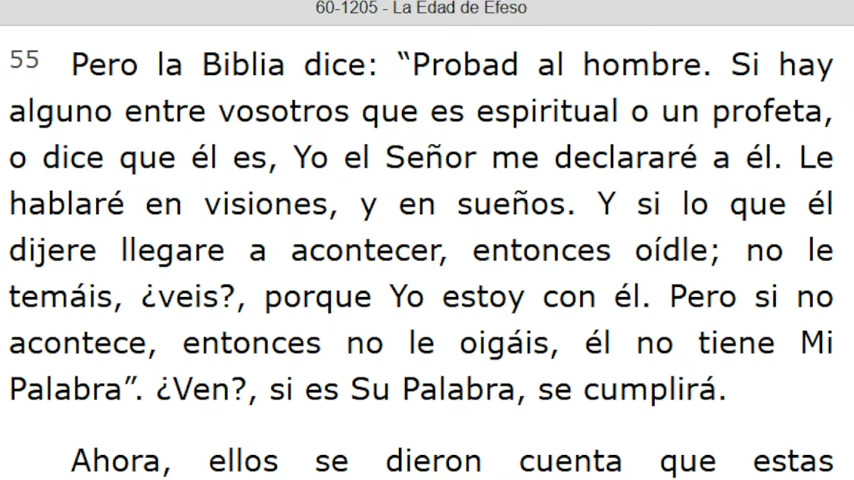 60-1205 - La Edad de Efeso
55 Pero la Biblia dice: “Probad al hombre. Si hay
alguno entre vosotros que es espiritual o un profeta,
o dice que él es, Yo el Señor me declararé a él. Le
hablaré en visiones, y en sueños. Y si lo que él
dijere llegare a acontecer, entonces oídle; no le
temáis, ¿veis?, porque Yo estoy con él. Pero si no
acontece, entonces no le oigáis, él no tiene Mi
Palabra”. ¿Ven?, si es Su Palabra, se cumplirá.
Ahora, ellos se dieron cuenta que estas